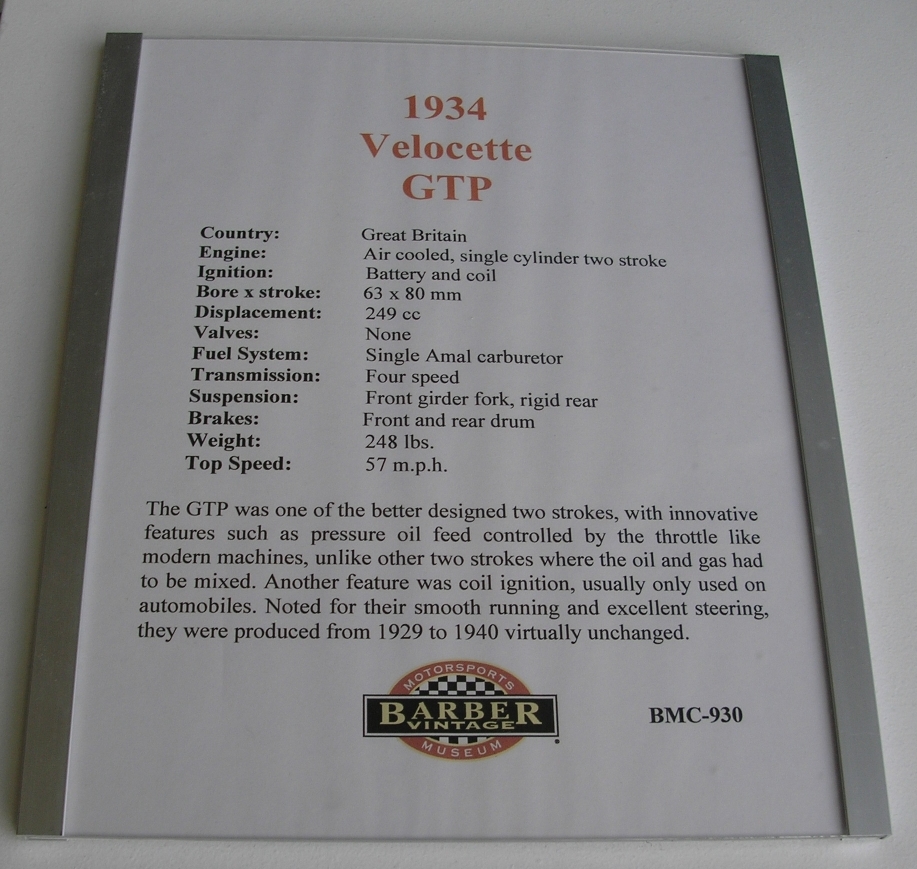 1934
Velocette
GTP
Country: Great Britain
Engine: Air cooled, single cylinder two stroke
Ignition: Battery and coil
Bore x stroke: 63 x 80 mm
Displacement: 249 cc
Valves: None
Fuel System: Single Amal carburetor
Transmission: Four speed
Suspension: Front girder fork, rigid rear
Brakes: Front and rear drum
Weight: 248 lbs.
Top Speed: 57 m.p.h.
The GTP was one of the better designed two strokes, with innovative
features such as pressure oil feed controlled by the throttle like
modern machines, unlike other two strokes where the oil and gas had
to be mixed. Another feature was coil ignition, usually only used on
automobiles. Noted for their smooth running and excellent steering,
they were produced from 1929 to 1940 virtually unchanged.
MOTORSPORTS
BARBER
VINTAGE
MUSEUM
BMC-930